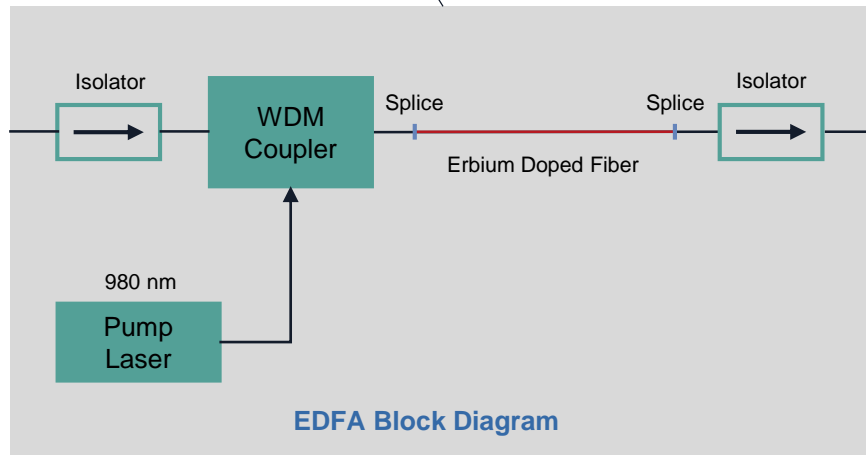 Isolator
WDM
Coupler
Splice
Splice
Isolator
Erbium Doped Fiber
980 nm
Pump
Laser
EDFA Block Diagram